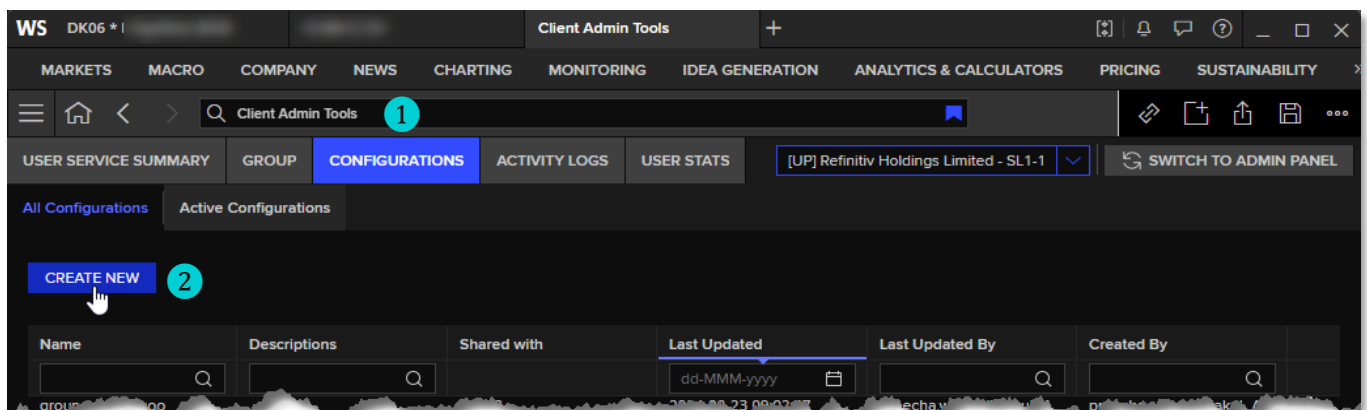 WS DK06 * Client Admin Tools +
MARKETS MACRO COMPANY NEWS CHARTING MONITORING IDEA GENERATION ANALYTICS & CALCULATORS PRICING SUSTAINABILITY
Client Admin Tools 1
USER SERVICE SUMMARY GROUP CONFIGURATIONS ACTIVITY LOGS USER STATS [UP] Refinitiv Holdings Limited - SL1-1 SWITCH TO ADMIN PANEL
All Configurations Active Configurations
CREATE NEW 2
Name Descriptions Shared with Last Updated Last Updated By Created By
dd-MMM-yyyy